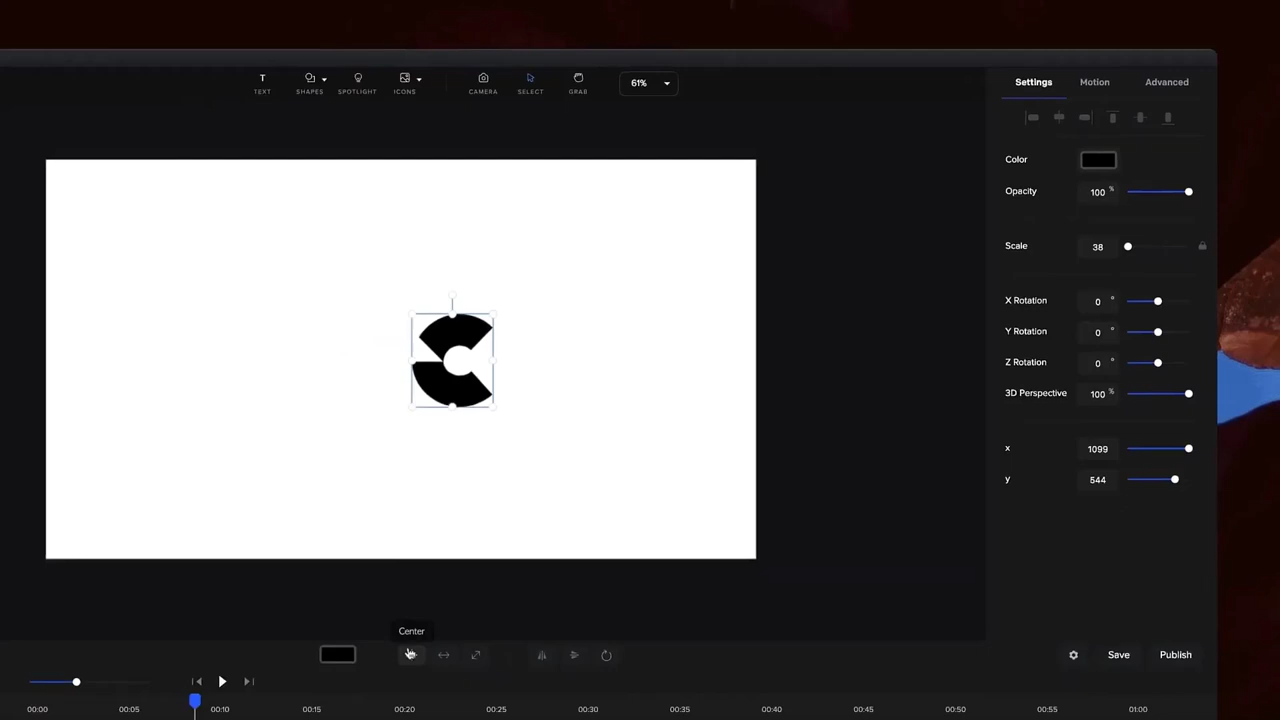 TEXT SHAPES SPOTLIGHT ICONS CAMERA SELECT GRAB 61%
Settings Motion Advanced
Color
Opacity 100 %
Scale 38
X Rotation 0 °
Y Rotation 0 °
Z Rotation 0 °
3D Perspective 100 %
x 1099
y 544
Center
Save Publish
00:00 00:05 00:10 00:15 00:20 00:25 00:30 00:35 00:40 00:45 00:50 00:55 01:00